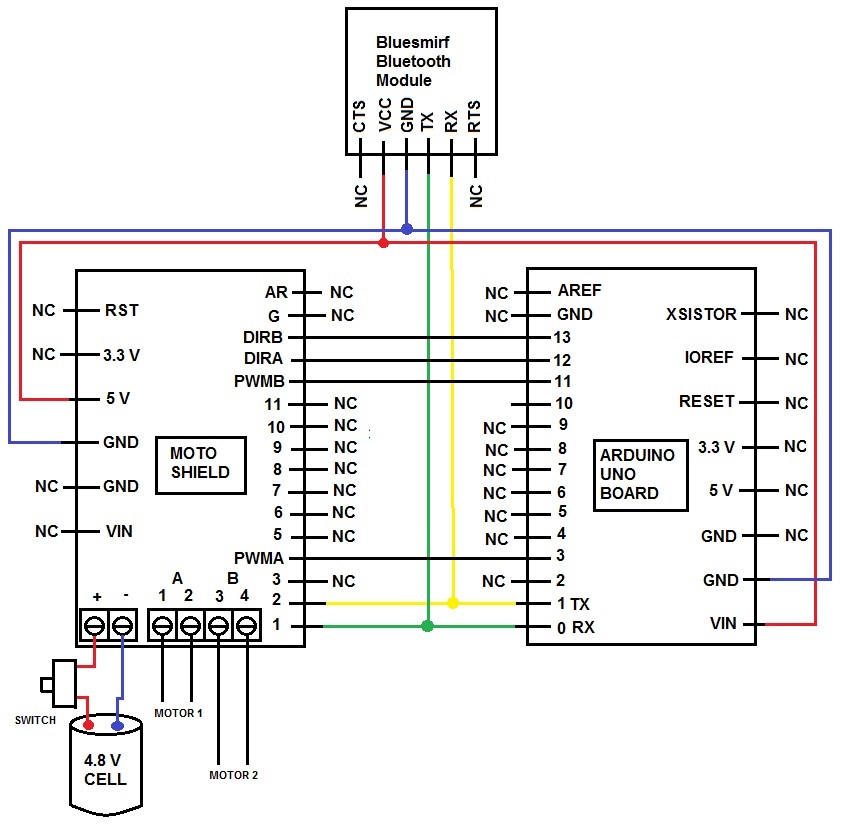 Bluesmirf
Bluetooth
Module
CTS
VCC
GND
TX
RX
RTS
NC
NC
NC
RST
NC
3.3 V
5 V
GND
NC
GND
NC
VIN
MOTO
SHIELD
AR
NC
G
NC
DIRB
DIRA
PWMB
11
NC
10
NC
9
NC
8
NC
7
NC
6
NC
5
NC
PWMA
3
NC
2
1
+
-
A
B
1
2
3
4
NC
AREF
NC
GND
13
12
11
10
NC
9
NC
8
NC
7
NC
6
NC
5
NC
4
3
NC
2
1 TX
0 RX
ARDUINO
UNO
BOARD
XSISTOR
NC
IOREF
NC
RESET
NC
3.3 V
NC
5 V
NC
GND
NC
GND
VIN
SWITCH
MOTOR 1
4.8 V
CELL
MOTOR 2